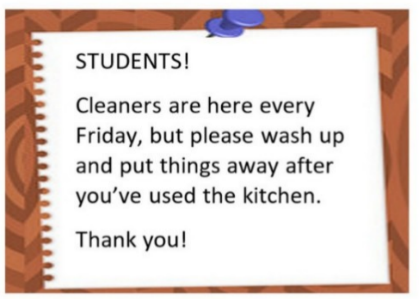 STUDENTS!
Cleaners are here every
Friday, but please wash up
and put things away after
you've used the kitchen.
Thank you!